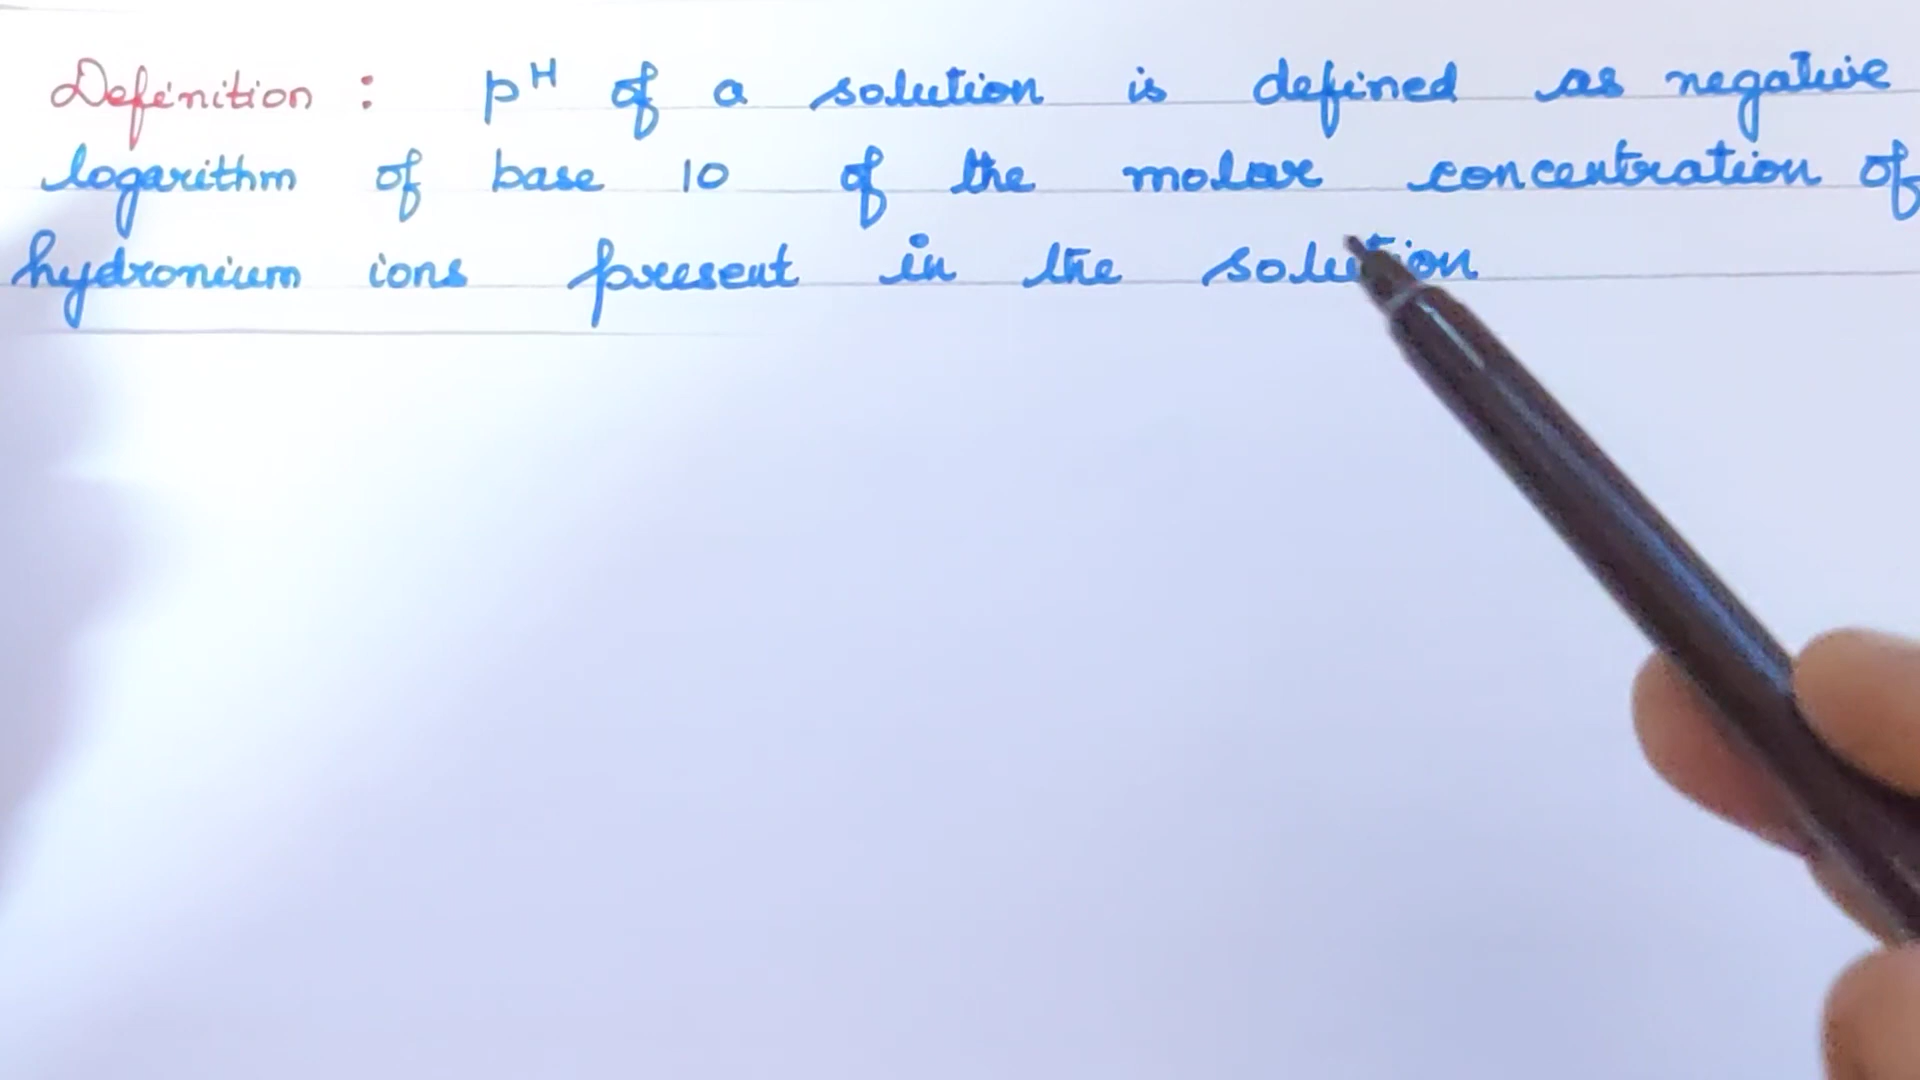 Definition : pH of a solution is defined as negative
logarithm of base 10 of the molar concentration of
hydronium ions present in the solution